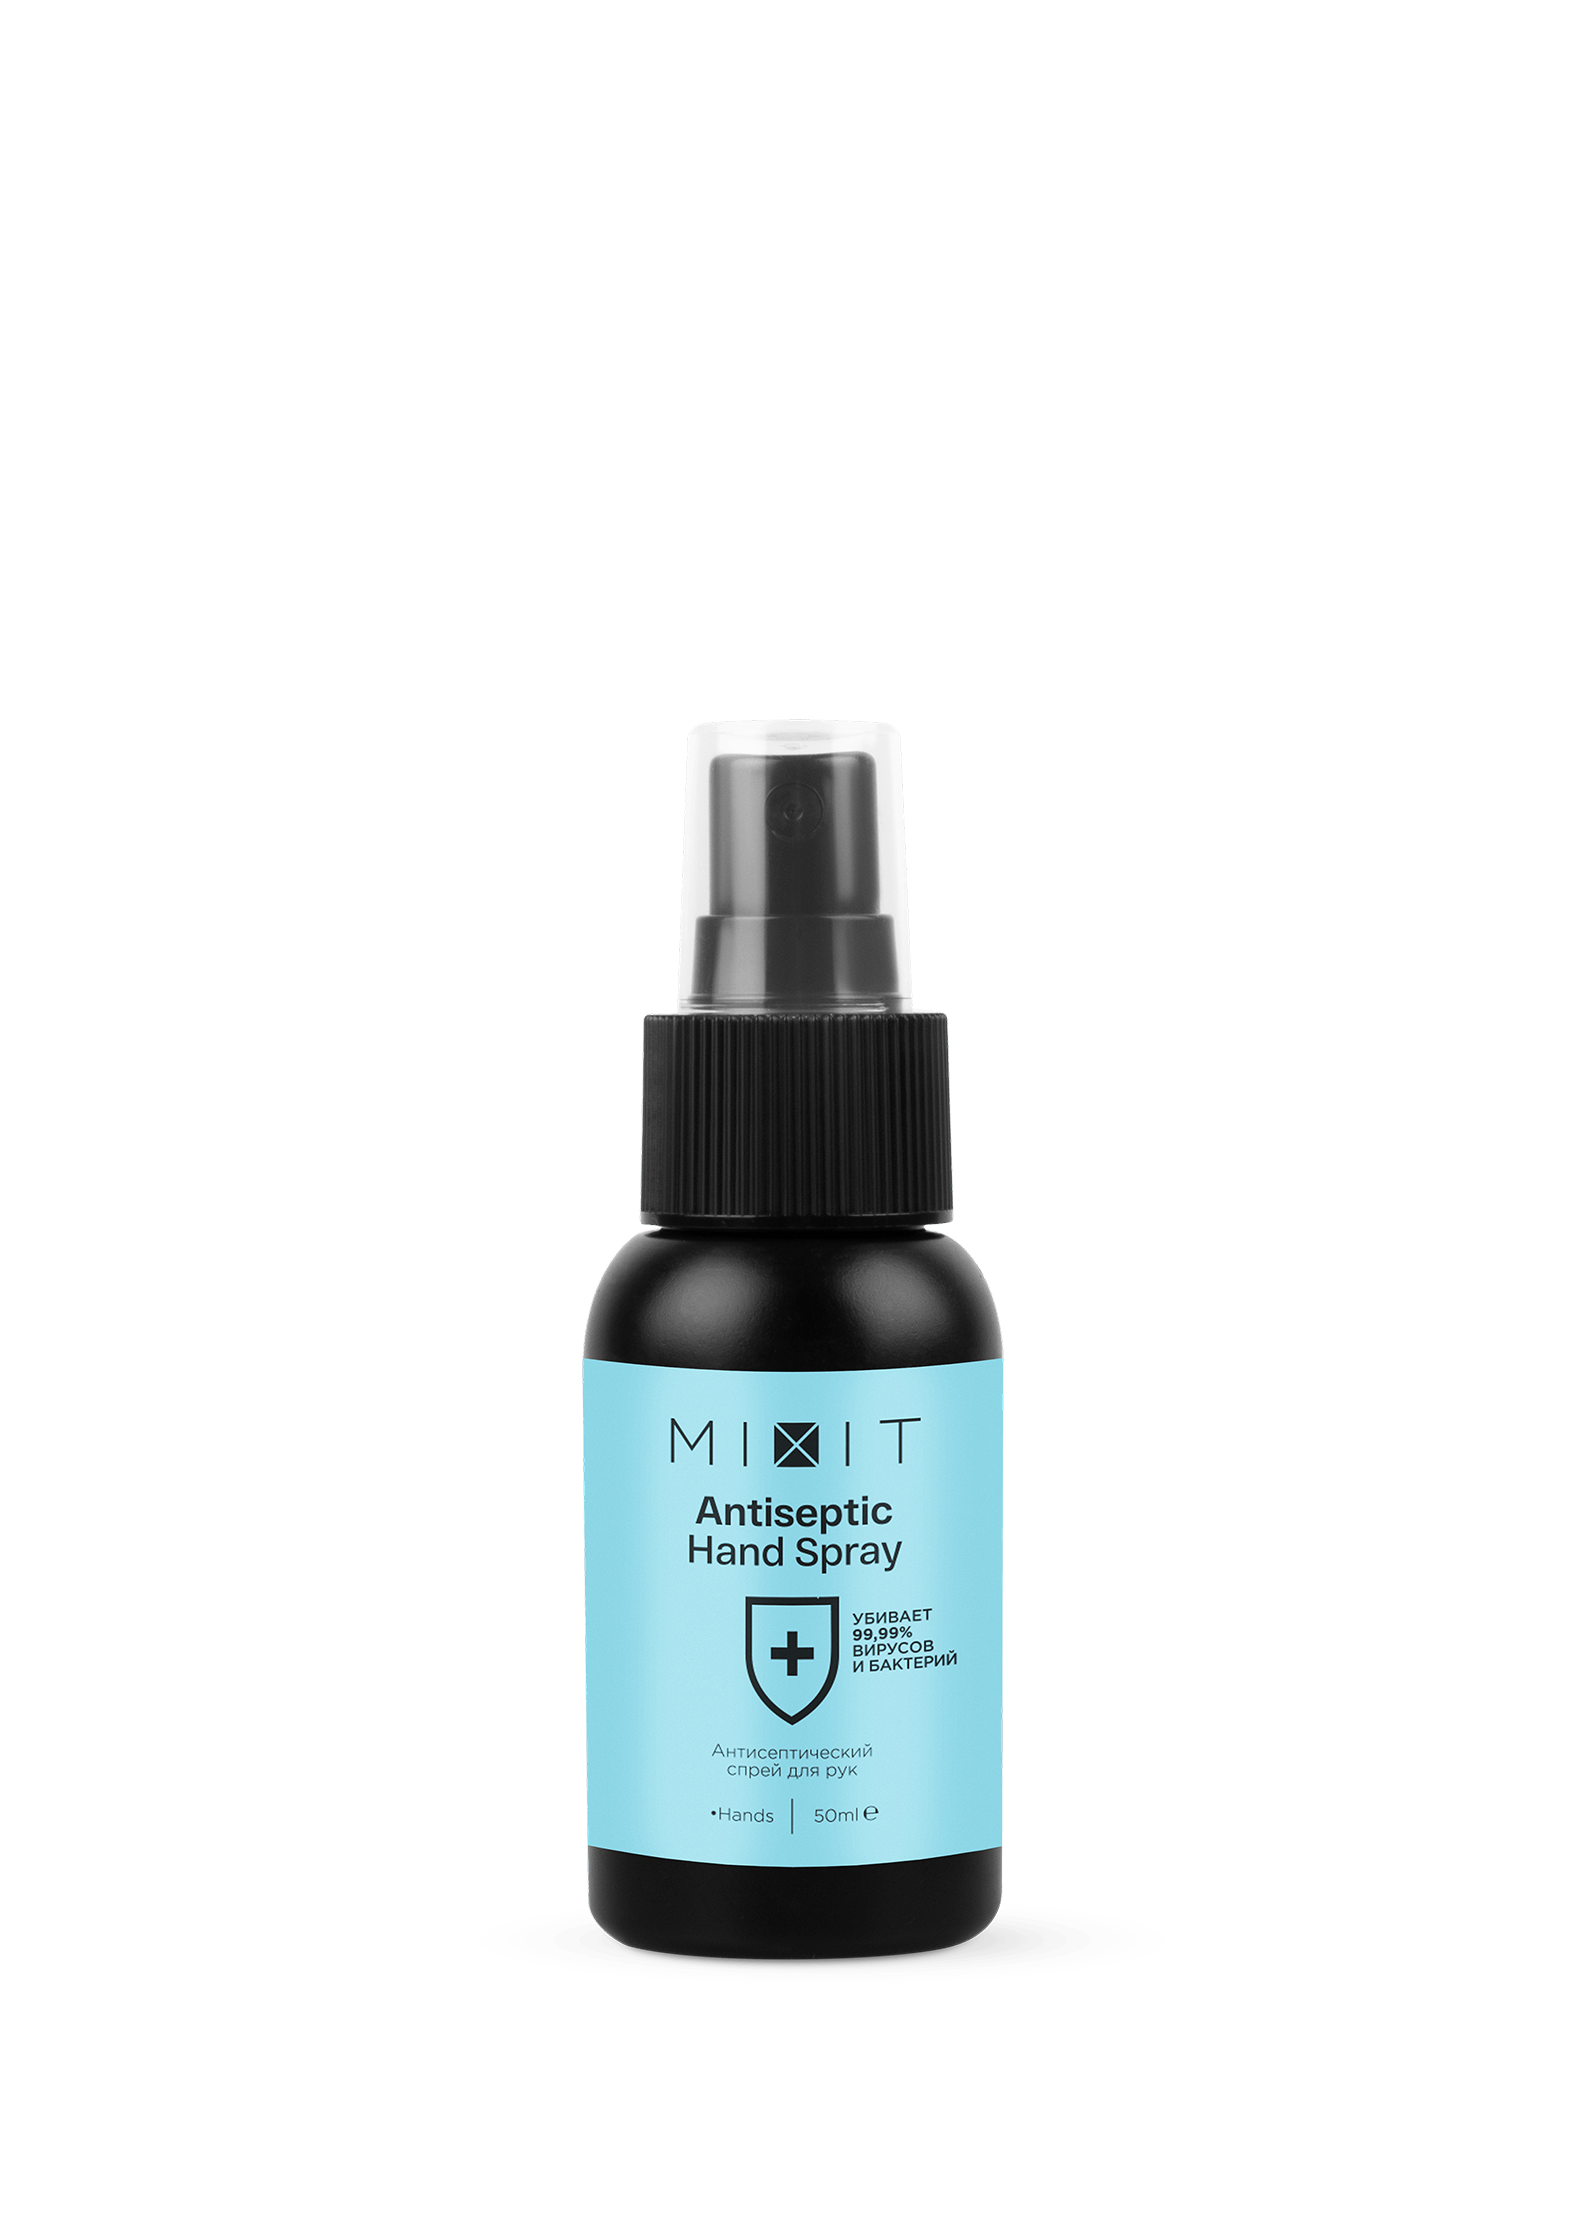 MIXIT
Antiseptic
Hand Spray
УБИВАЕТ
99,99%
ВИРУСОВ
И БАКТЕРИЙ
Антисептический
спрей для рук
•Hands | 50ml ℮